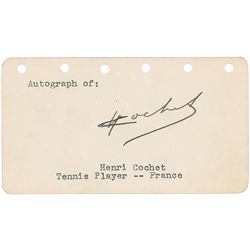 Autograph of:
HCochet
Henri Cochet
Tennis Player -- France